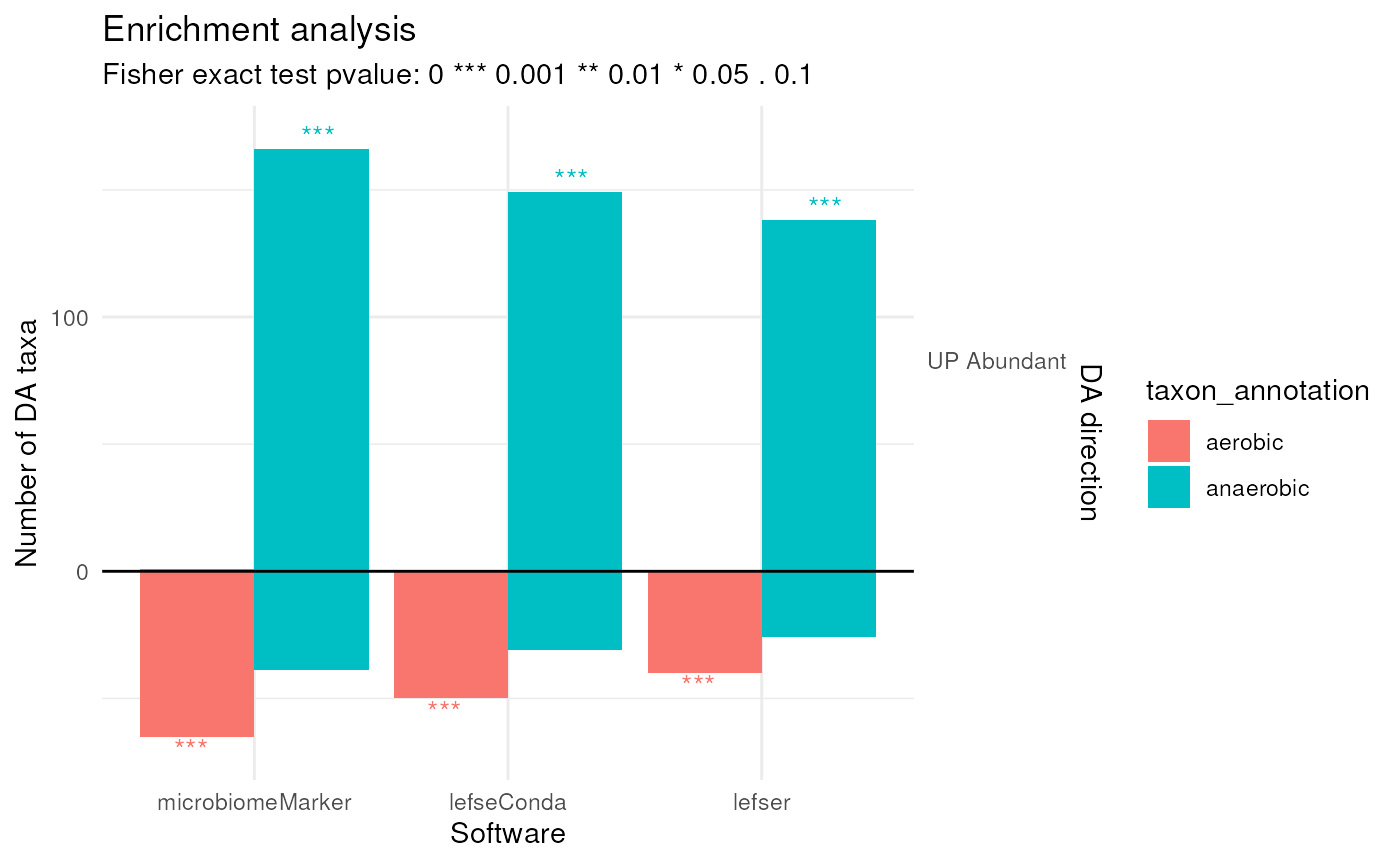 Enrichment analysis
Fisher exact test pvalue: 0 *** 0.001 ** 0.01 * 0.05 . 0.1
Number of DA taxa
100
0
***
***
***
***
***
***
microbiomeMarker
lefseConda
lefser
Software
UP Abundant
DA direction
taxon_annotation
aerobic
anaerobic